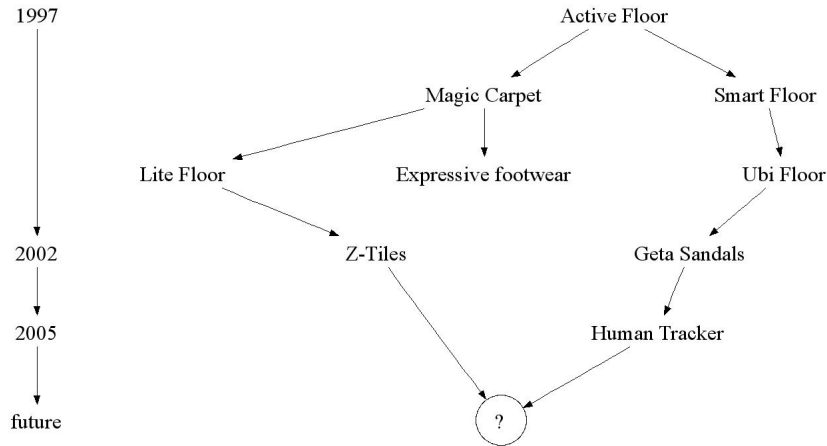 1997
Active Floor
Magic Carpet
Smart Floor
Lite Floor
Expressive footwear
Ubi Floor
2002
Z-Tiles
Geta Sandals
2005
Human Tracker
future
?